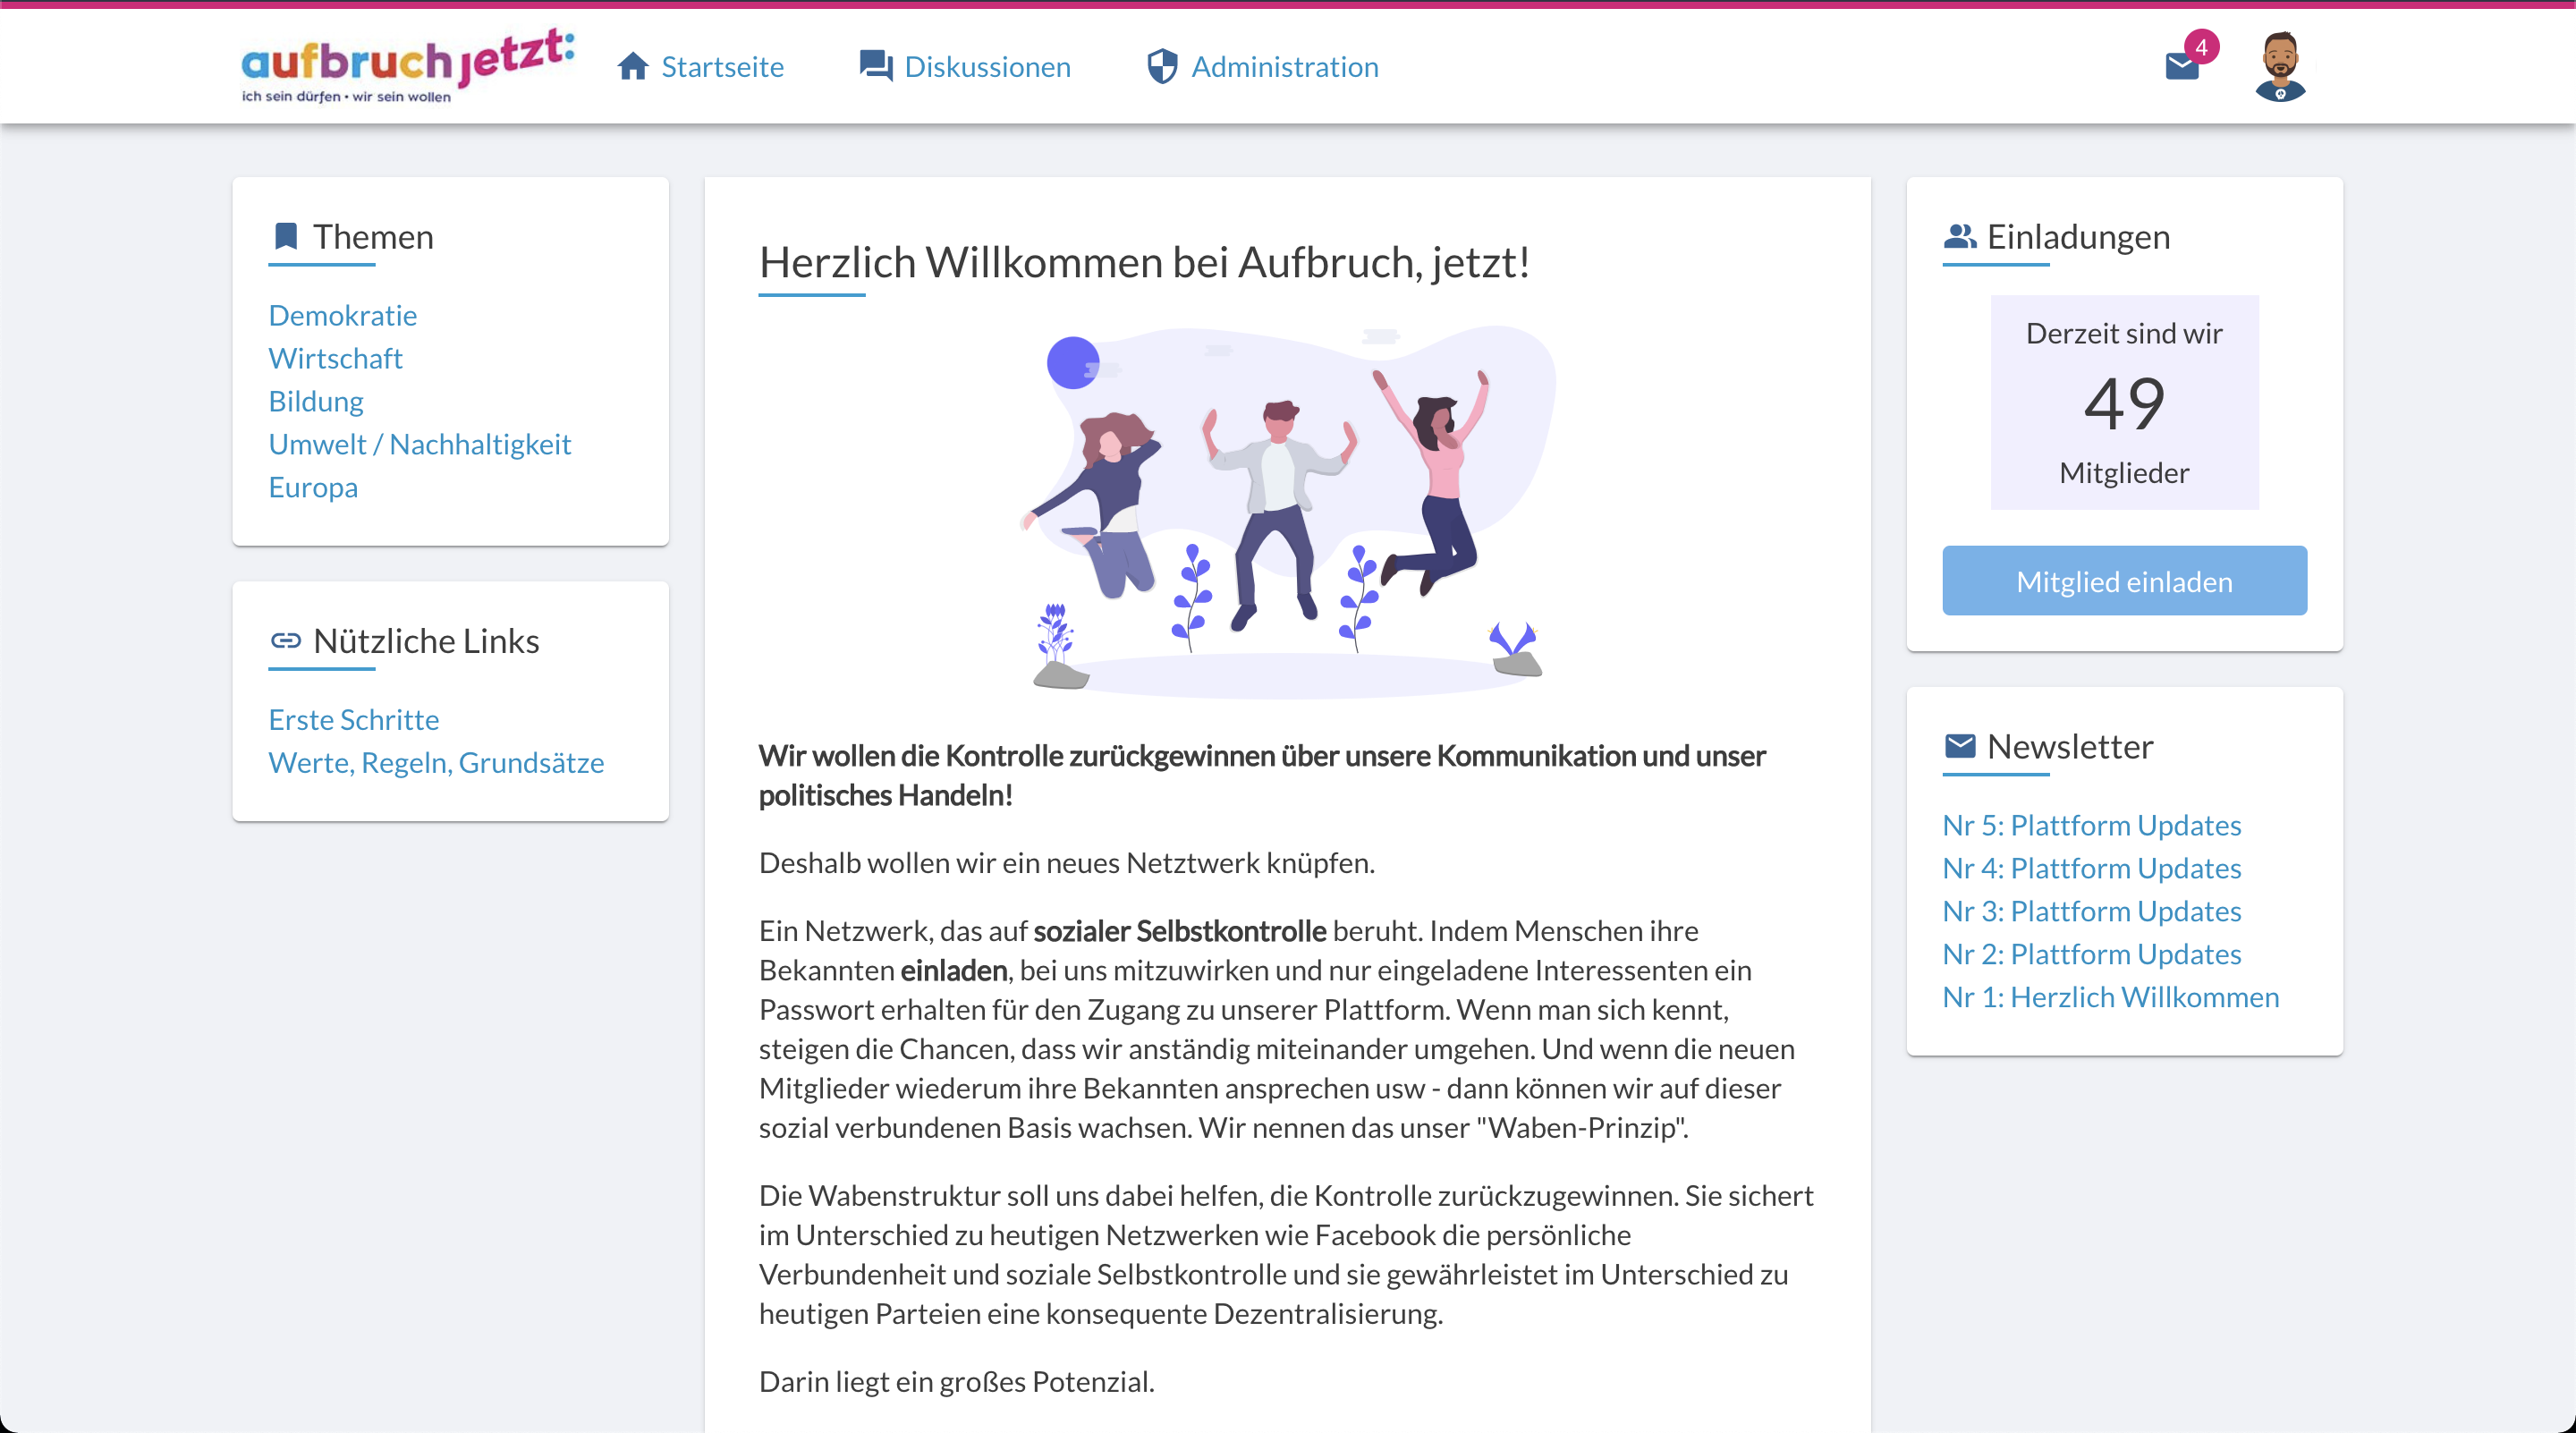 aufbruch jetzt:
ich sein dürfen • wir sein wollen
Startseite
Diskussionen
Administration
4
Themen
Demokratie
Wirtschaft
Bildung
Umwelt / Nachhaltigkeit
Europa
Nützliche Links
Erste Schritte
Werte, Regeln, Grundsätze
Herzlich Willkommen bei Aufbruch, jetzt!
Wir wollen die Kontrolle zurückgewinnen über unsere Kommunikation und unser
politisches Handeln!
Deshalb wollen wir ein neues Netztwerk knüpfen.
Ein Netzwerk, das auf sozialer Selbstkontrolle beruht. Indem Menschen ihre
Bekannten einladen, bei uns mitzuwirken und nur eingeladene Interessenten ein
Passwort erhalten für den Zugang zu unserer Plattform. Wenn man sich kennt,
steigen die Chancen, dass wir anständig miteinander umgehen. Und wenn die neuen
Mitglieder wiederum ihre Bekannten ansprechen usw - dann können wir auf dieser
sozial verbundenen Basis wachsen. Wir nennen das unser "Waben-Prinzip".
Die Wabenstruktur soll uns dabei helfen, die Kontrolle zurückzugewinnen. Sie sichert
im Unterschied zu heutigen Netzwerken wie Facebook die persönliche
Verbundenheit und soziale Selbstkontrolle und sie gewährleistet im Unterschied zu
heutigen Parteien eine konsequente Dezentralisierung.
Darin liegt ein großes Potenzial.
Einladungen
Derzeit sind wir
49
Mitglieder
Mitglied einladen
Newsletter
Nr 5: Plattform Updates
Nr 4: Plattform Updates
Nr 3: Plattform Updates
Nr 2: Plattform Updates
Nr 1: Herzlich Willkommen